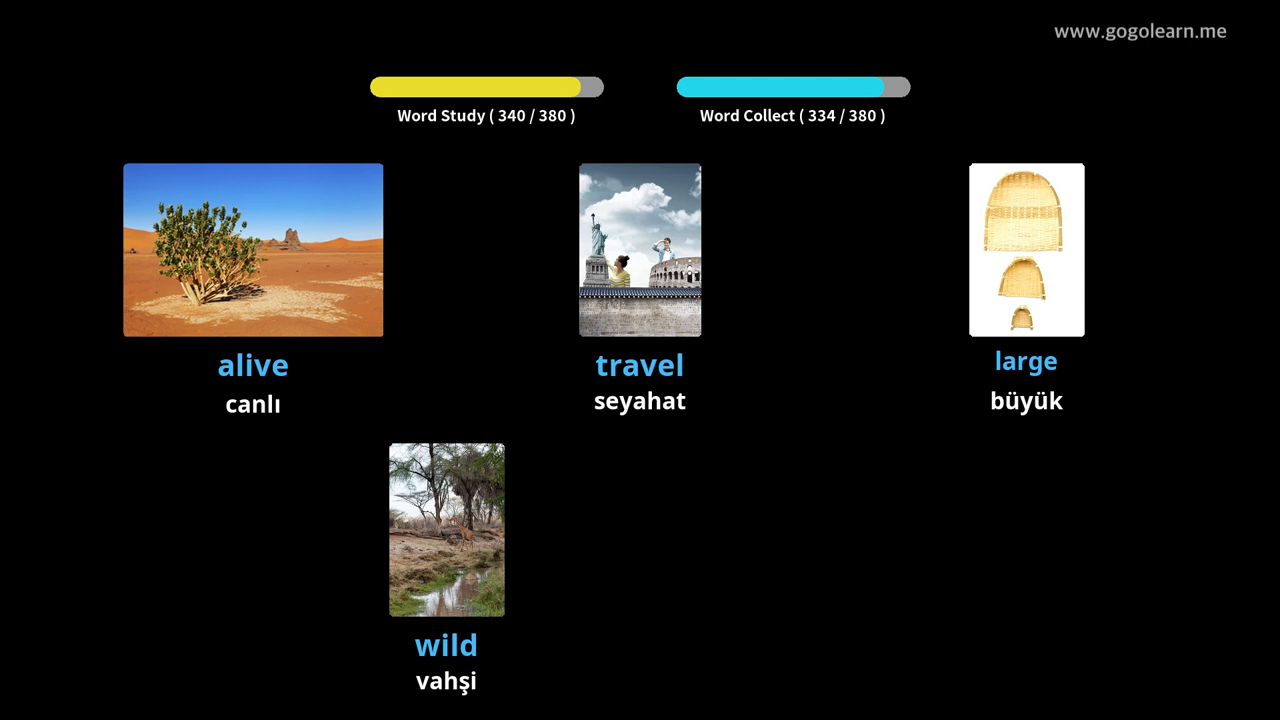 www.gogolearn.me
Word Study ( 340 / 380 )
Word Collect ( 334 / 380 )
alive
canlı
travel
seyahat
large
büyük
wild
vahşi